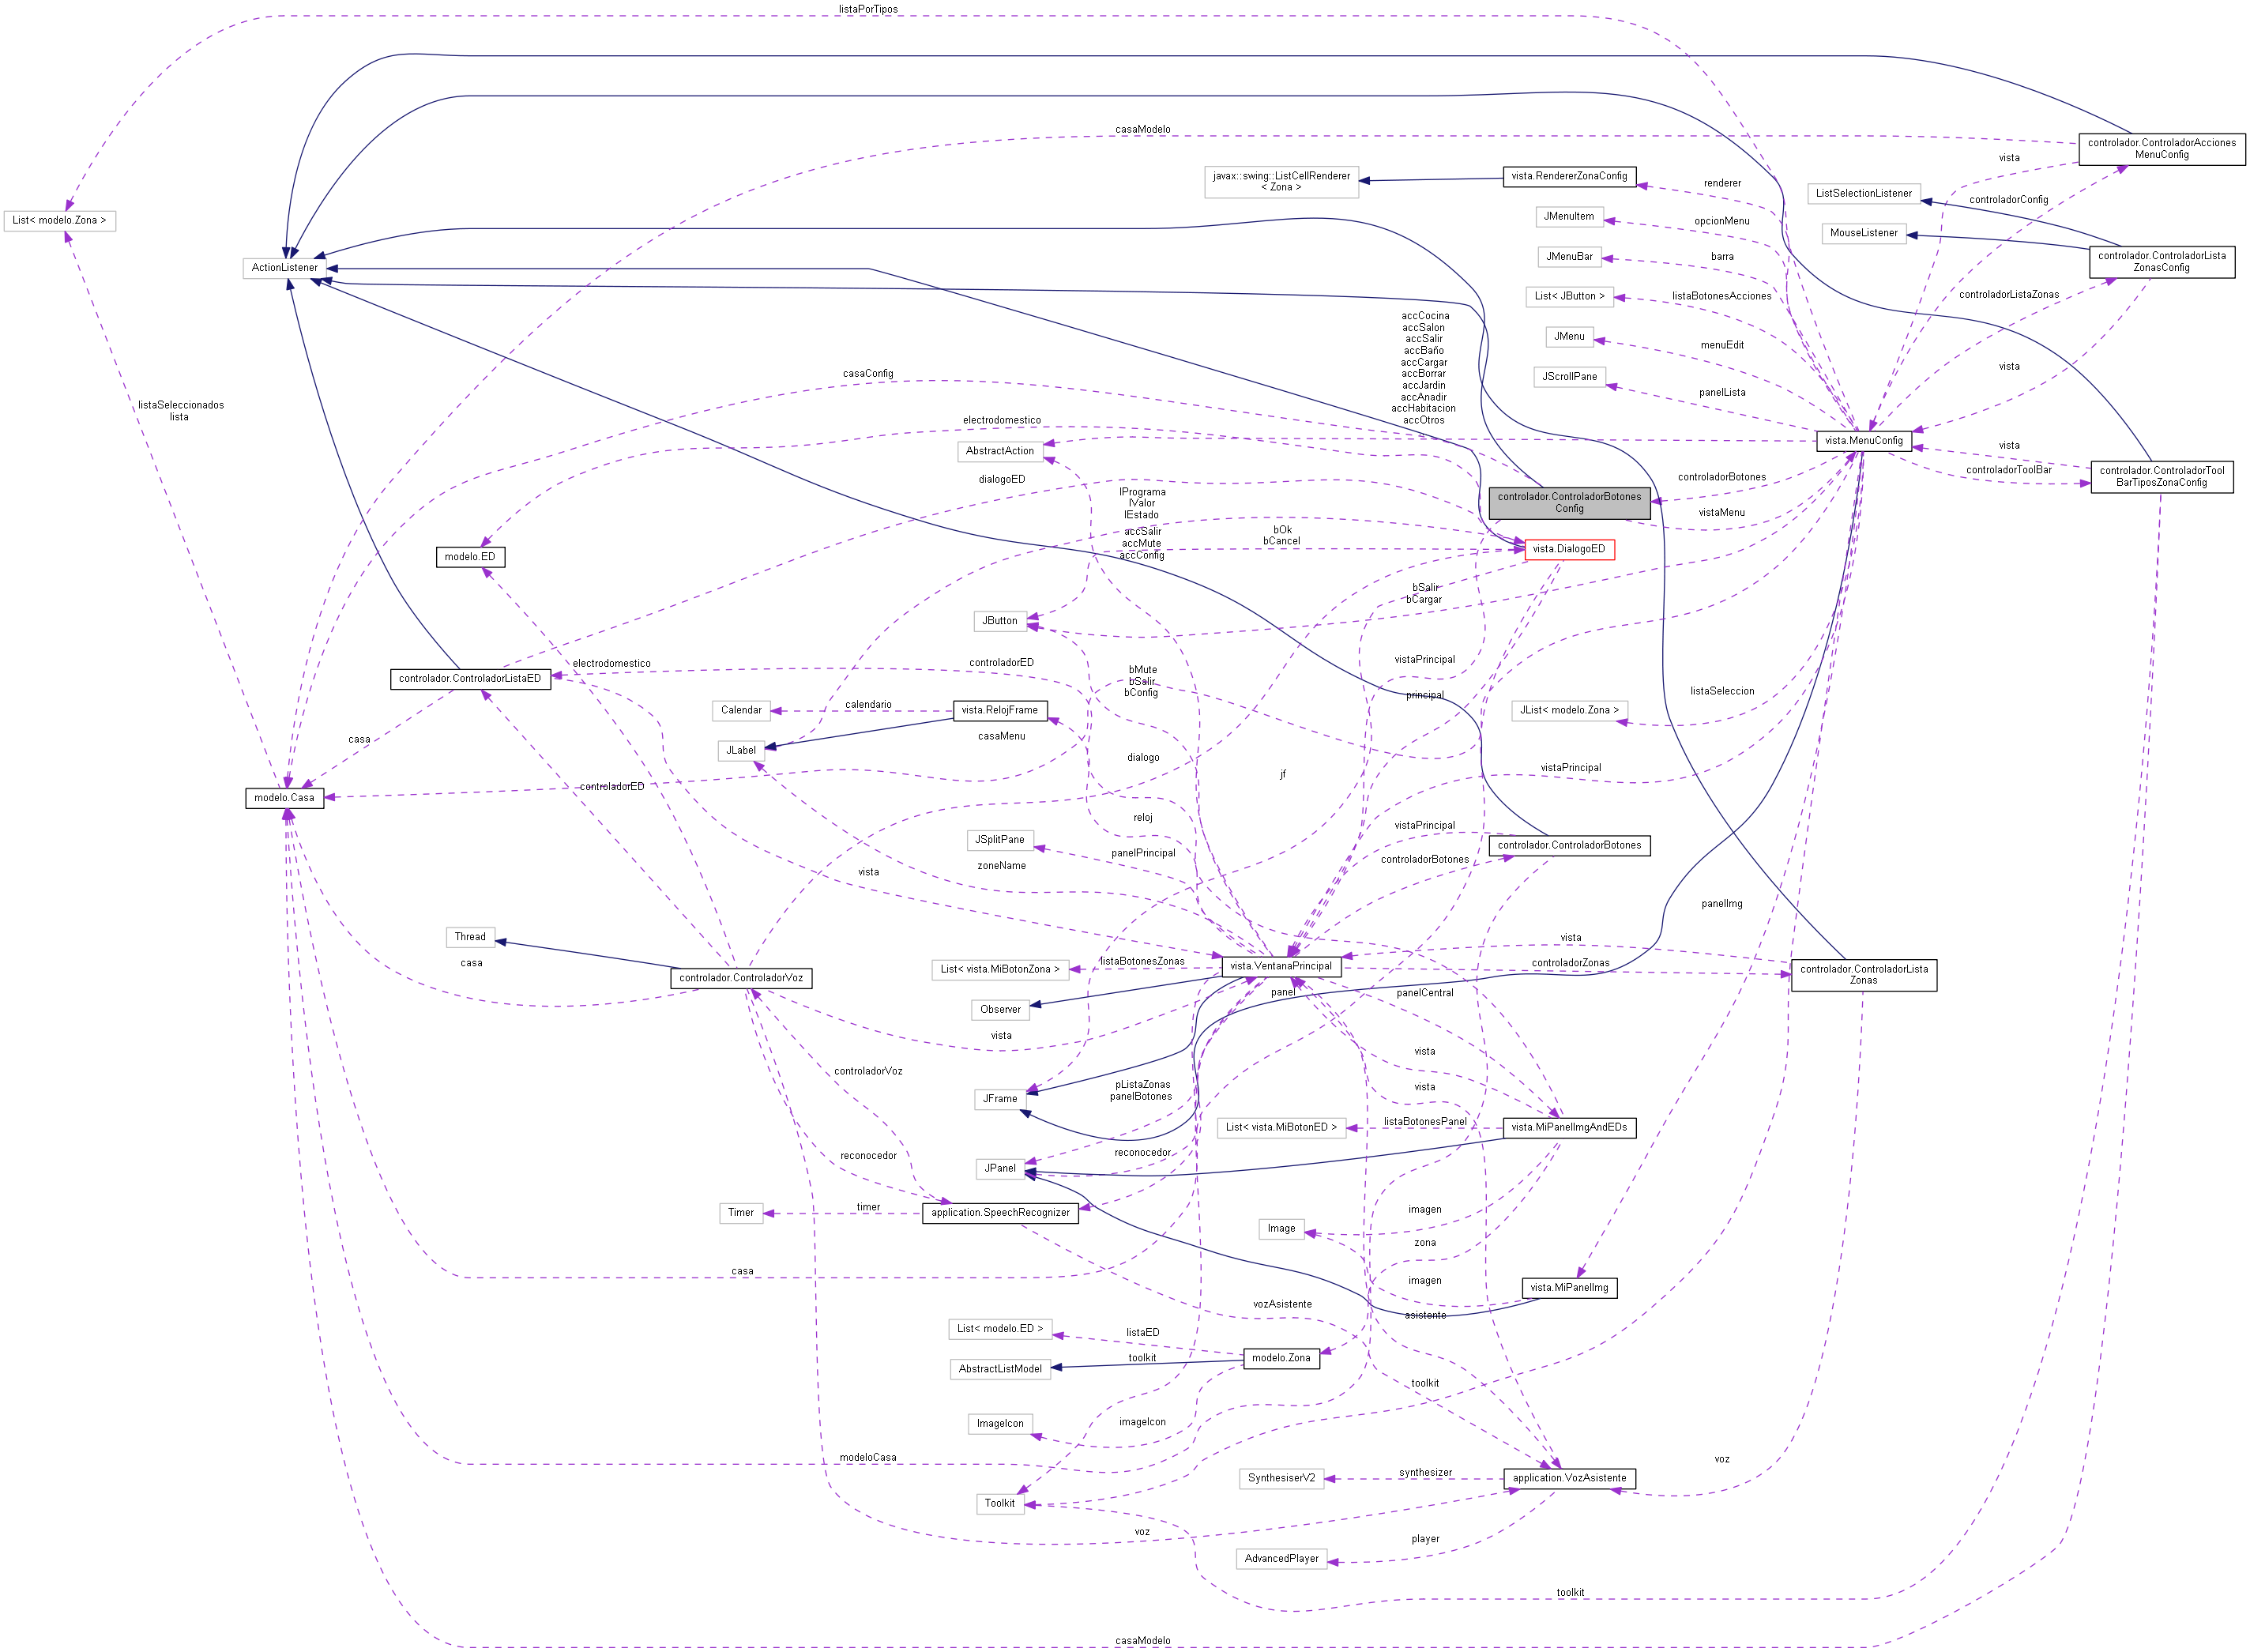 listaPorTipos
casaModelo
controlador.ControladorAcciones
MenuConfig
vista
javax::swing::ListCellRenderer
< Zona >
vista.RendererZonaConfig
renderer
ListSelectionListener
controladorConfig
List< modelo.Zona >
JMenuItem
opcionMenu
MouseListener
controlador.ControladorLista
ZonasConfig
JMenuBar
barra
ActionListener
List< JButton >
listaBotonesAcciones
controladorListaZonas
accCocina
accSalon
accSalir
accBaño
accCargar
accBorrar
accJardin
accAnadir
accHabitacion
accOtros
JMenu
menuEdit
casaConfig
JScrollPane
panelLista
vista
listaSeleccionados
lista
electrodomestico
AbstractAction
vista.MenuConfig
vista
controladorToolBar
controlador.ControladorTool
BarTiposZonaConfig
dialogoED
controladorBotones
controlador.ControladorBotones
Config
vistaMenu
lPrograma
lValor
lEstado
accSalir
accMute
accConfig
bOk
bCancel
modelo.ED
vista.DialogoED
bSalir
bCargar
JButton
electrodomestico
controladorED
controlador.ControladorListaED
vistaPrincipal
bMute
bSalir
bConfig
principal
listaSeleccion
Calendar
calendario
vista.RelojFrame
JList< modelo.Zona >
casa
JLabel
casaMenu
dialogo
jf
vistaPrincipal
modelo.Casa
controladorED
reloj
vistaPrincipal
JSplitPane
panelPrincipal
controladorBotones
controlador.ControladorBotones
vista
zoneName
panelImg
Thread
casa
controlador.ControladorVoz
List< vista.MiBotonZona >
listaBotonesZonas
vista.VentanaPrincipal
vista
controladorZonas
controlador.ControladorLista
Zonas
Observer
panel
panelCentral
vista
vista
controladorVoz
JFrame
pListaZonas
panelBotones
vista
List< vista.MiBotonED >
listaBotonesPanel
vista.MiPanelImgAndEDs
reconocedor
JPanel
reconocedor
Timer
timer
application.SpeechRecognizer
Image
imagen
zona
casa
imagen
vista.MiPanelImg
vozAsistente
asistente
List< modelo.ED >
listaED
modelo.Zona
AbstractListModel
toolkit
toolkit
ImageIcon
imageIcon
modeloCasa
voz
SynthesiserV2
synthesizer
application.VozAsistente
Toolkit
voz
AdvancedPlayer
player
toolkit
casaModelo